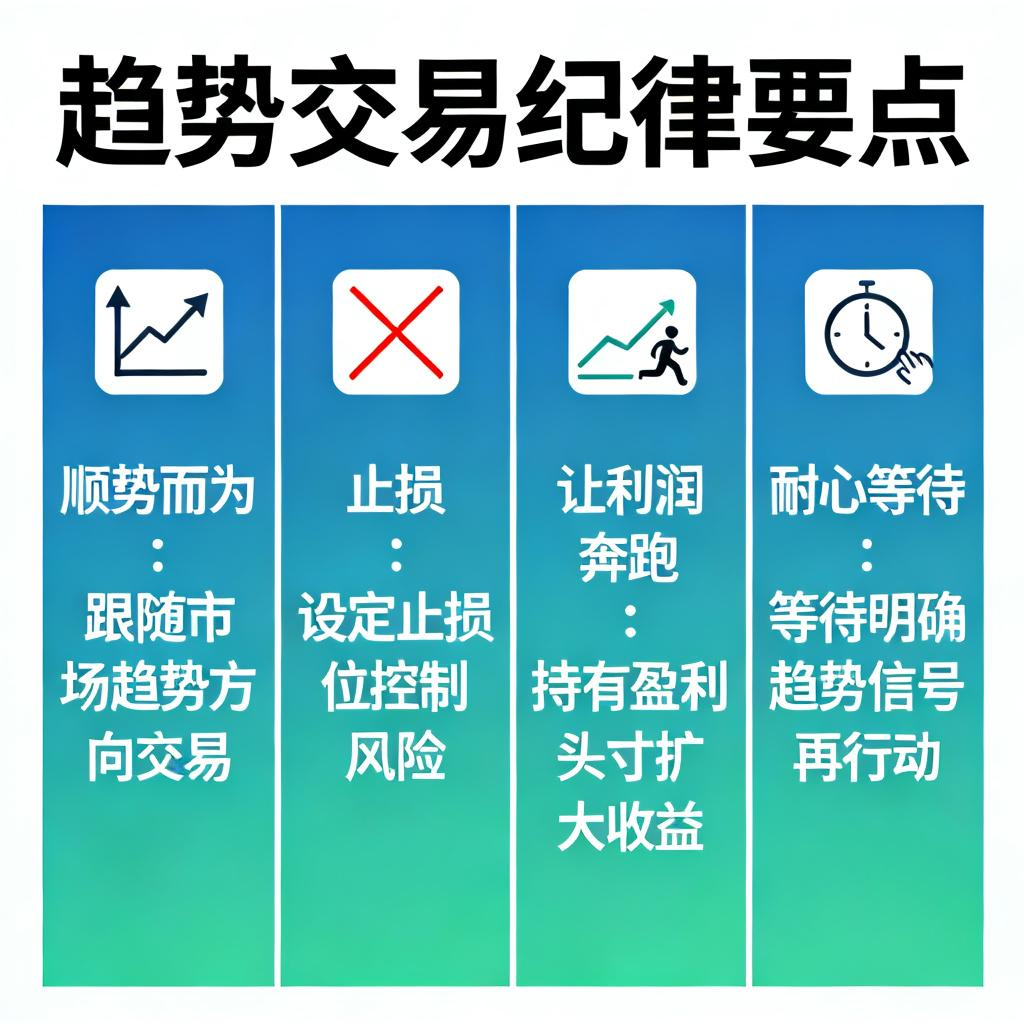 趋势交易纪律要点
顺势而为
：
跟随市
场趋势方
向交易
止损
：
设定止损
位控制
风险
让利润
奔跑
：
持有盈利
头寸扩
大收益
耐心等待
：
等待明确
趋势信号
再行动